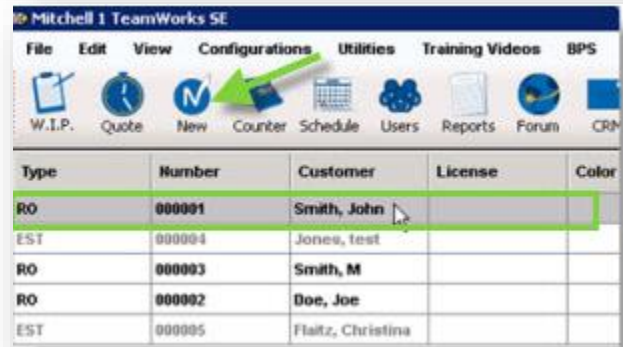 Mitchell 1 TeamWorks SE
File Edit View Configurations Utilities Training Videos BPS
W.I.P. Quote New Counter Schedule Users Reports Forum CRM
Type Number Customer License Color
RO 000001 Smith, John
EST 000004 Jones, test
RO 000003 Smith, M
RO 000002 Doe, Joe
EST 000005 Flaitz, Christina